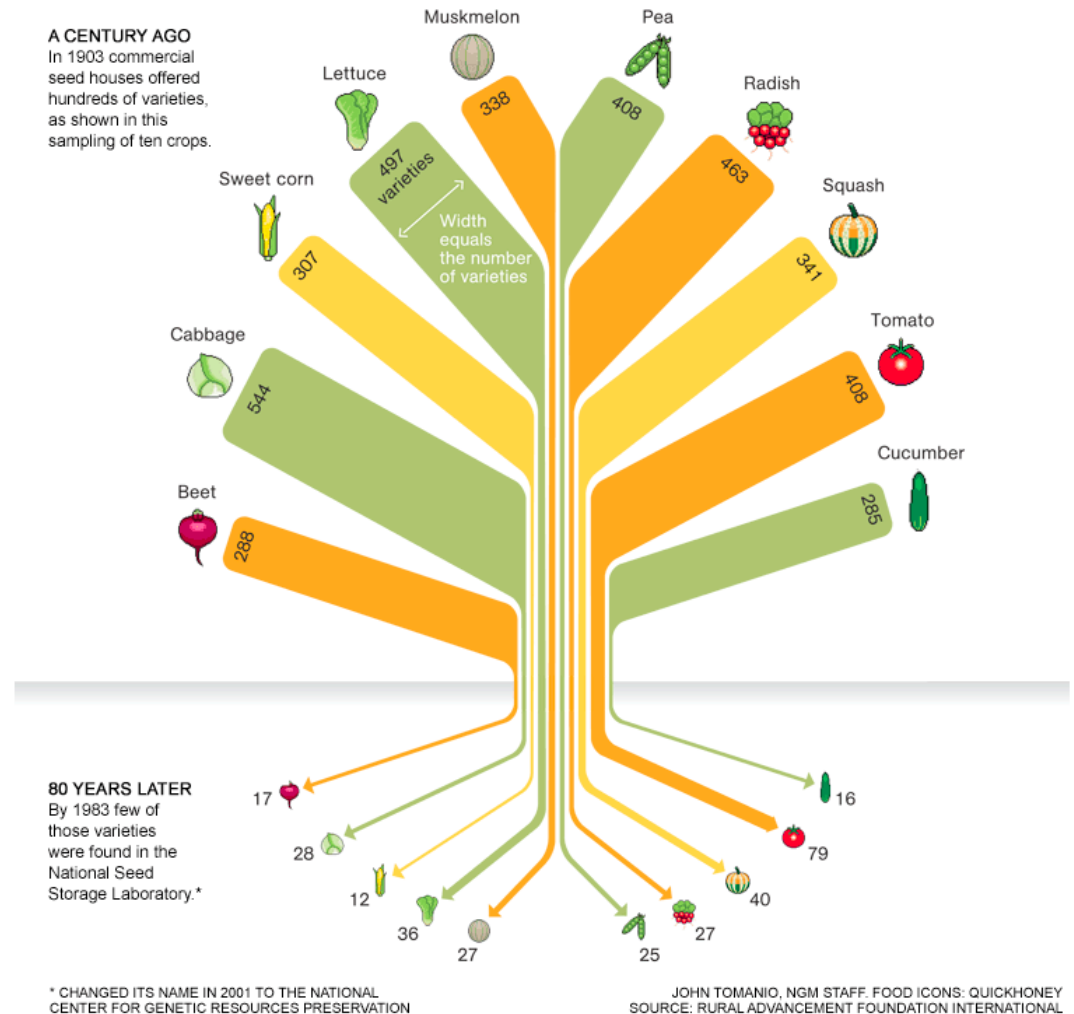 A CENTURY AGO
In 1903 commercial
seed houses offered
hundreds of varieties,
as shown in this
sampling of ten crops.
Muskmelon
338
Pea
408
Lettuce
497
varieties
Width
equals
the number
of varieties
Radish
463
Sweet corn
307
Squash
341
Cabbage
544
Tomato
408
Beet
288
Cucumber
285
80 YEARS LATER
By 1983 few of
those varieties
were found in the
National Seed
Storage Laboratory.*
17
28
12
36
27
25
27
40
79
16
* CHANGED ITS NAME IN 2001 TO THE NATIONAL
CENTER FOR GENETIC RESOURCES PRESERVATION
JOHN TOMANIO, NGM STAFF. FOOD ICONS: QUICKHONEY
SOURCE: RURAL ADVANCEMENT FOUNDATION INTERNATIONAL